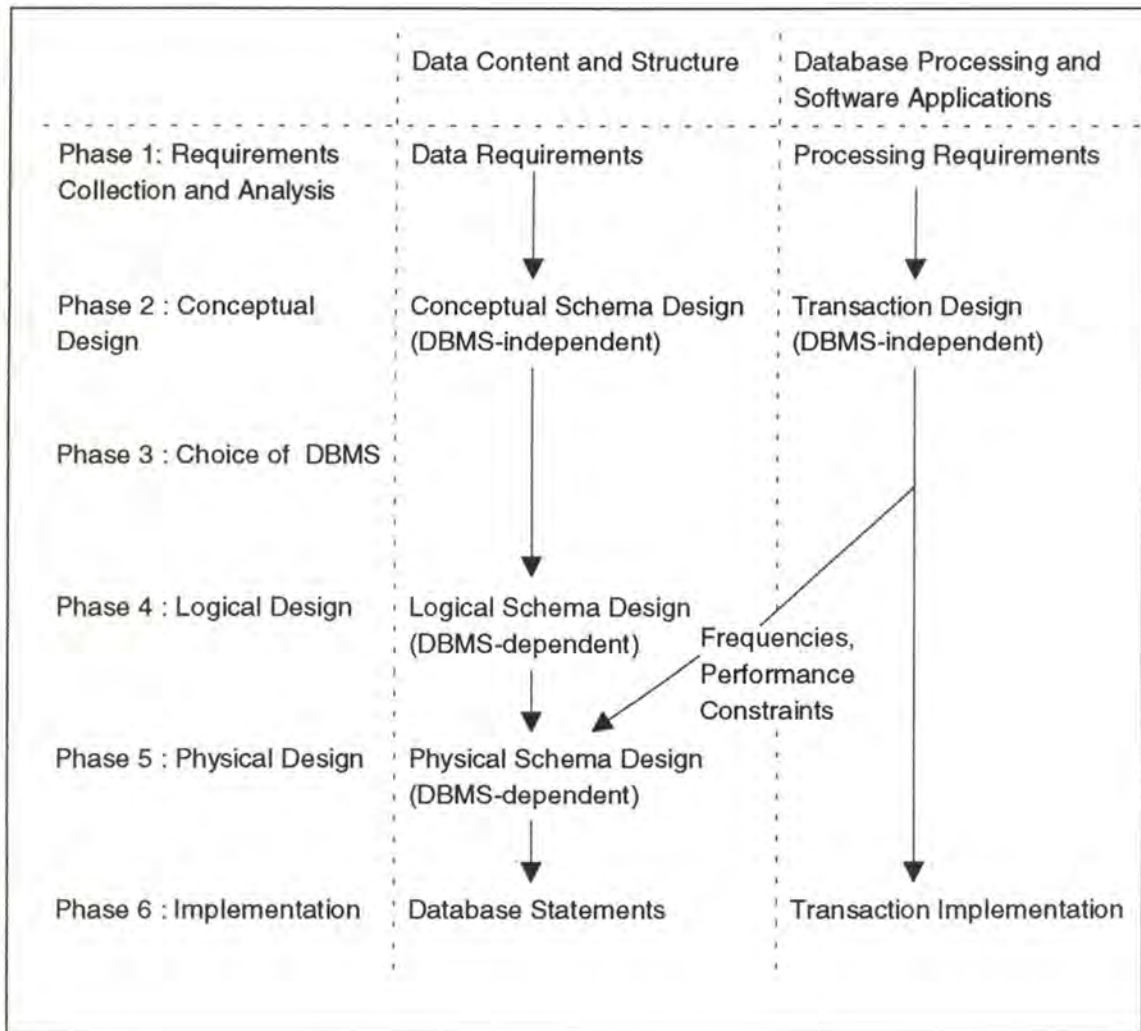 Data Content and Structure
Database Processing and
Software Applications
Phase 1: Requirements
Collection and Analysis
Data Requirements
Processing Requirements
Phase 2 : Conceptual
Design
Conceptual Schema Design
(DBMS-independent)
Transaction Design
(DBMS-independent)
Phase 3 : Choice of DBMS
Phase 4 : Logical Design
Logical Schema Design
(DBMS-dependent)
Frequencies,
Performance
Constraints
Phase 5 : Physical Design
Physical Schema Design
(DBMS-dependent)
Phase 6 : Implementation
Database Statements
Transaction Implementation